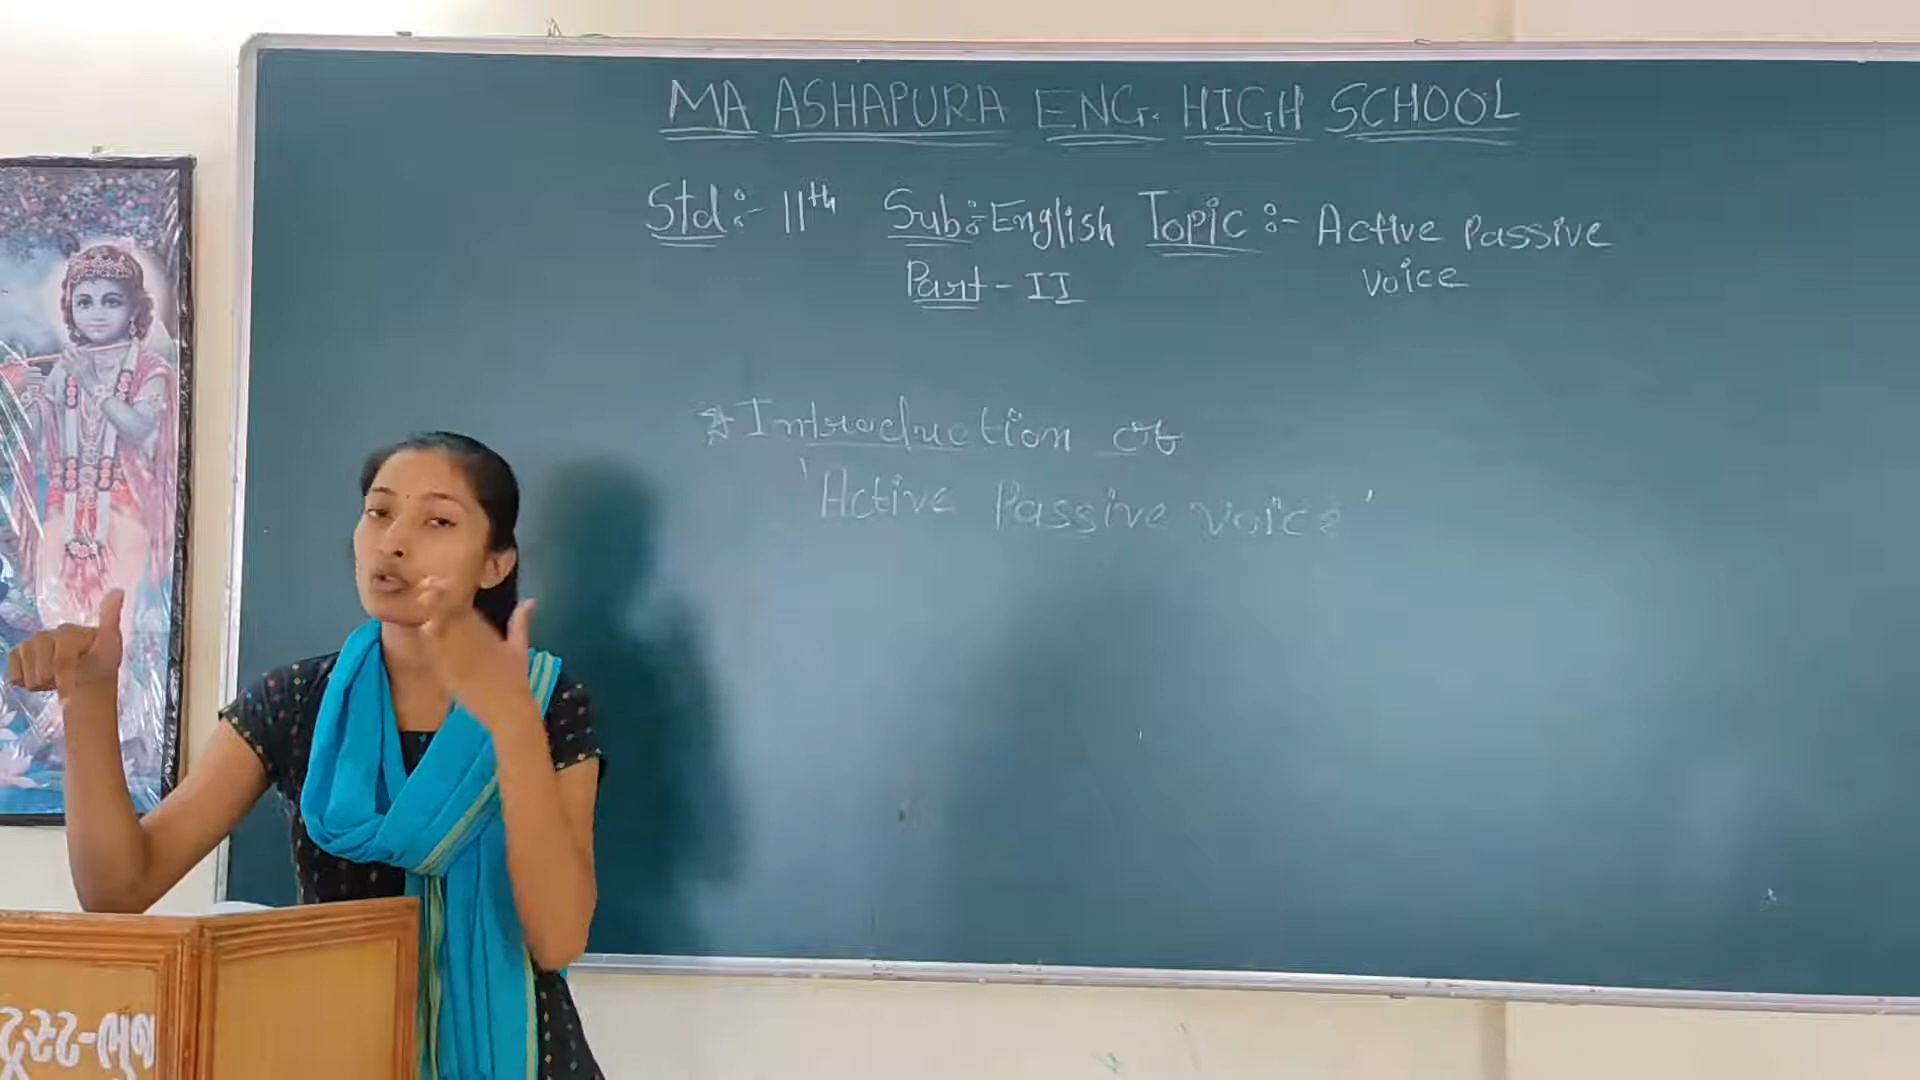 MA ASHAPURA ENG. HIGH SCHOOL
Std:- 11th Sub:- English Topic :- Active Passive
Part - II Voice
* Introduction of
'Active Passive Voice'